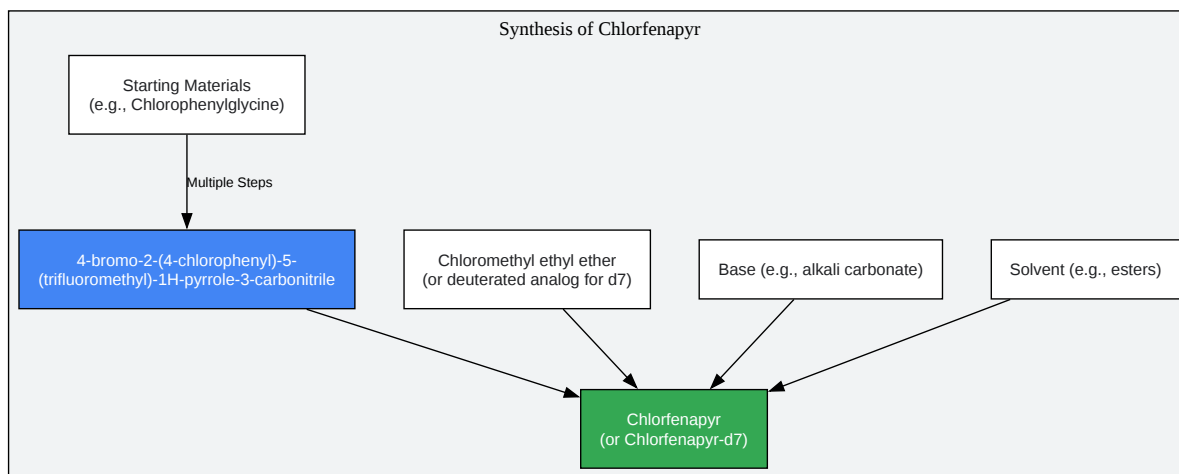 Synthesis of Chlorfenapyr
Starting Materials
(e.g., Chlorophenylglycine)
Multiple Steps
4-bromo-2-(4-chlorophenyl)-5-
(trifluoromethyl)-1H-pyrrole-3-carbonitrile
Chloromethyl ethyl ether
(or deuterated analog for d7)
Base (e.g., alkali carbonate)
Solvent (e.g., esters)
Chlorfenapyr
(or Chlorfenapyr-d7)